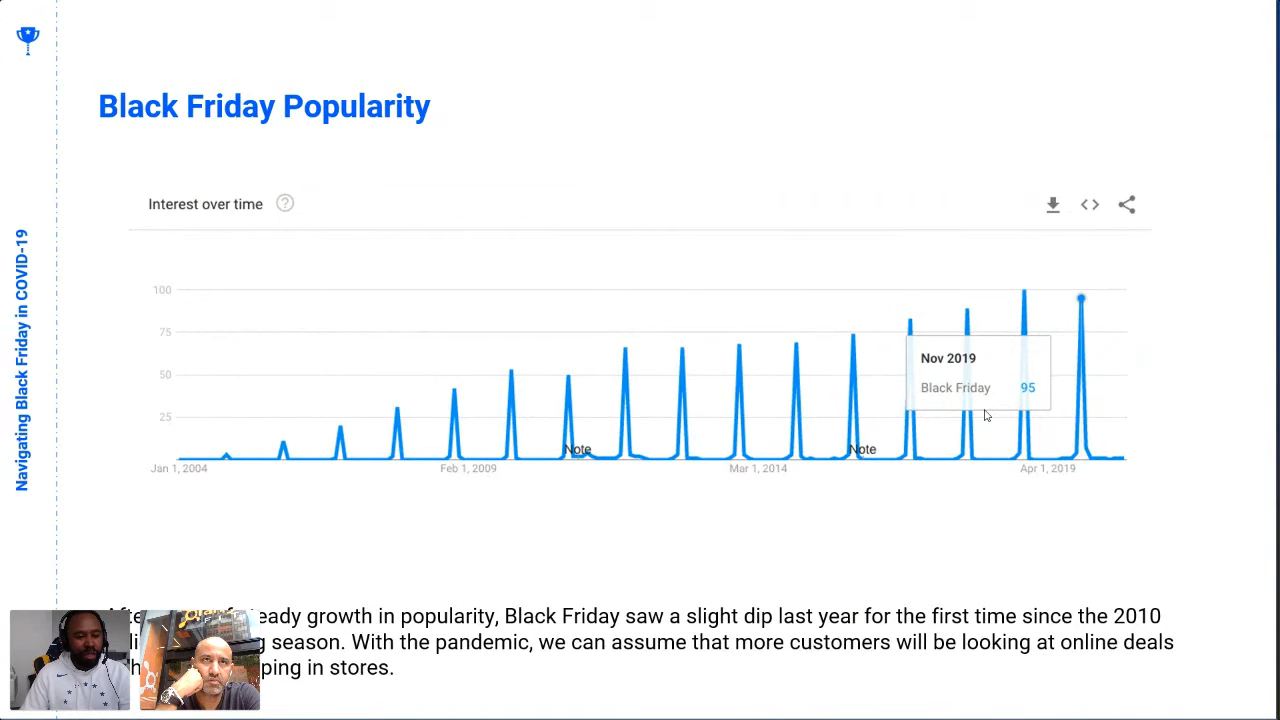 Black Friday Popularity
Navigating Black Friday in COVID-19
Interest over time ?
100
75
50
25
Nov 2019
Black Friday 95
Note Note
Jan 1, 2004 Feb 1, 2009 Mar 1, 2014 Apr 1, 2019
growth in popularity, Black Friday saw a slight dip last year for the first time since the 2010
season. With the pandemic, we can assume that more customers will be looking at online deals
in stores.